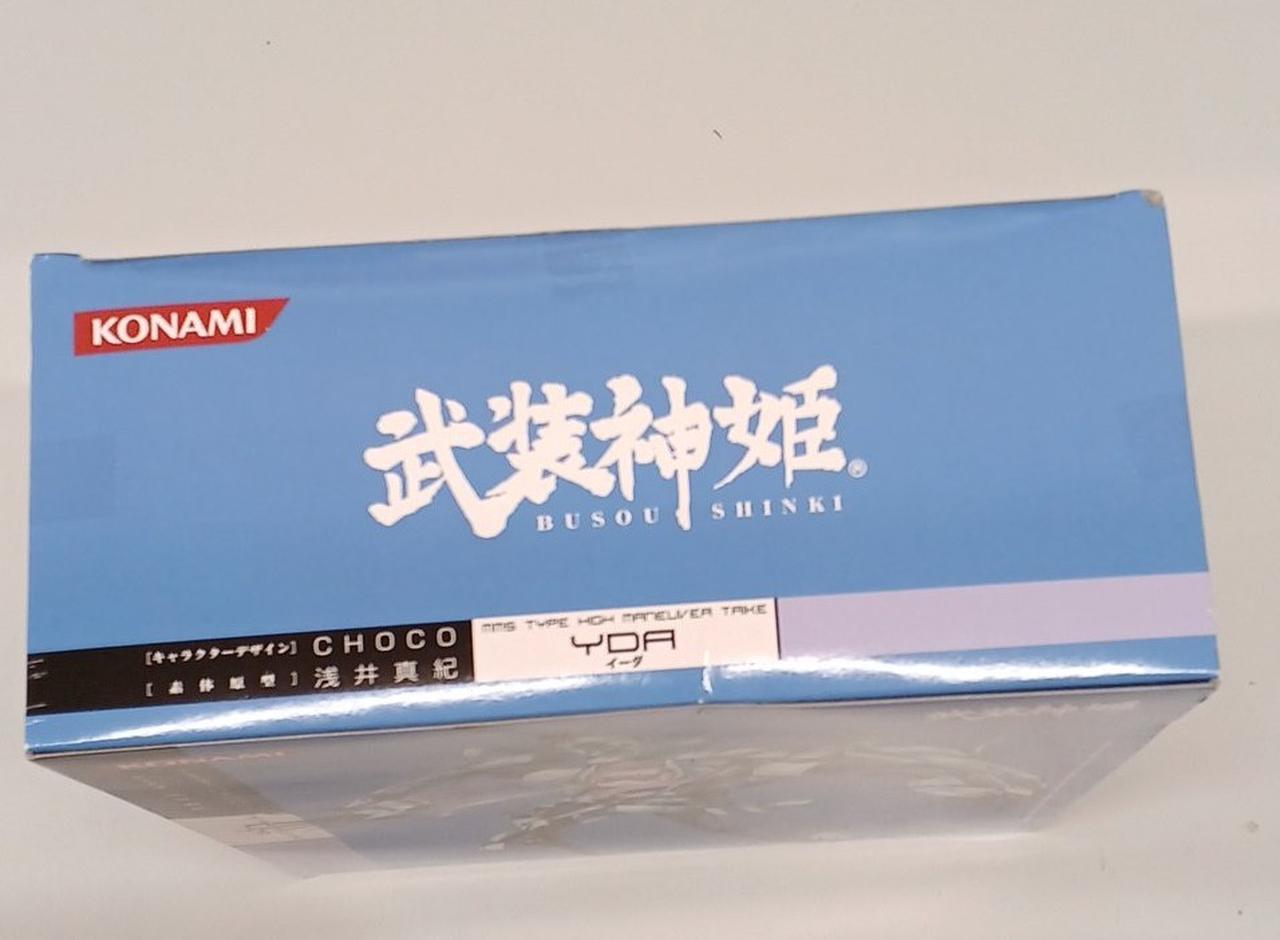 KONAMI
武装神姫®
BUSOU SHINKI
[キャラクターデザイン] CHOCO
[素体原型] 浅井真紀
MMS TYPE HIGH MANEUVER TRIKE
YDA
イーダ